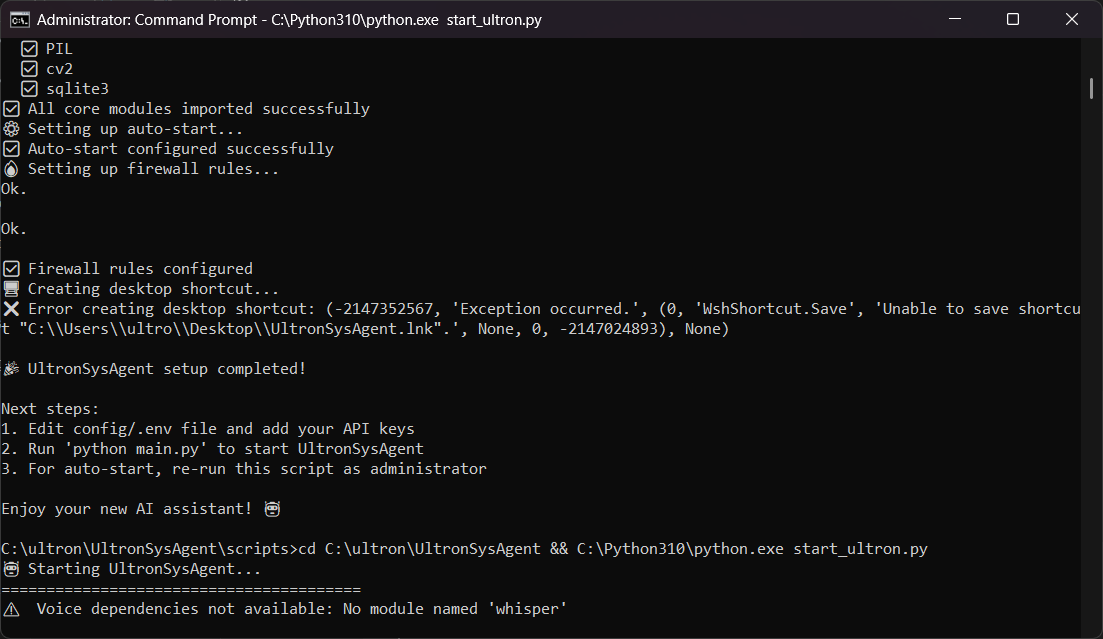 Administrator: Command Prompt - C:\Python310\python.exe  start_ultron.py
PIL
cv2
sqlite3
All core modules imported successfully
Setting up auto-start...
Auto-start configured successfully
Setting up firewall rules...
Ok.
Ok.
Firewall rules configured
Creating desktop shortcut...
Error creating desktop shortcut: (-2147352567, 'Exception occurred.', (0, 'WshShortcut.Save', 'Unable to save shortcu
t "C:\\Users\\ultro\\Desktop\\UltronSysAgent.lnk".', None, 0, -2147024893), None)
UltronSysAgent setup completed!
Next steps:
1. Edit config/.env file and add your API keys
2. Run 'python main.py' to start UltronSysAgent
3. For auto-start, re-run this script as administrator
Enjoy your new AI assistant!
C:\ultron\UltronSysAgent\scripts>cd C:\ultron\UltronSysAgent && C:\Python310\python.exe start_ultron.py
Starting UltronSysAgent...
========================================
Voice dependencies not available: No module named 'whisper'